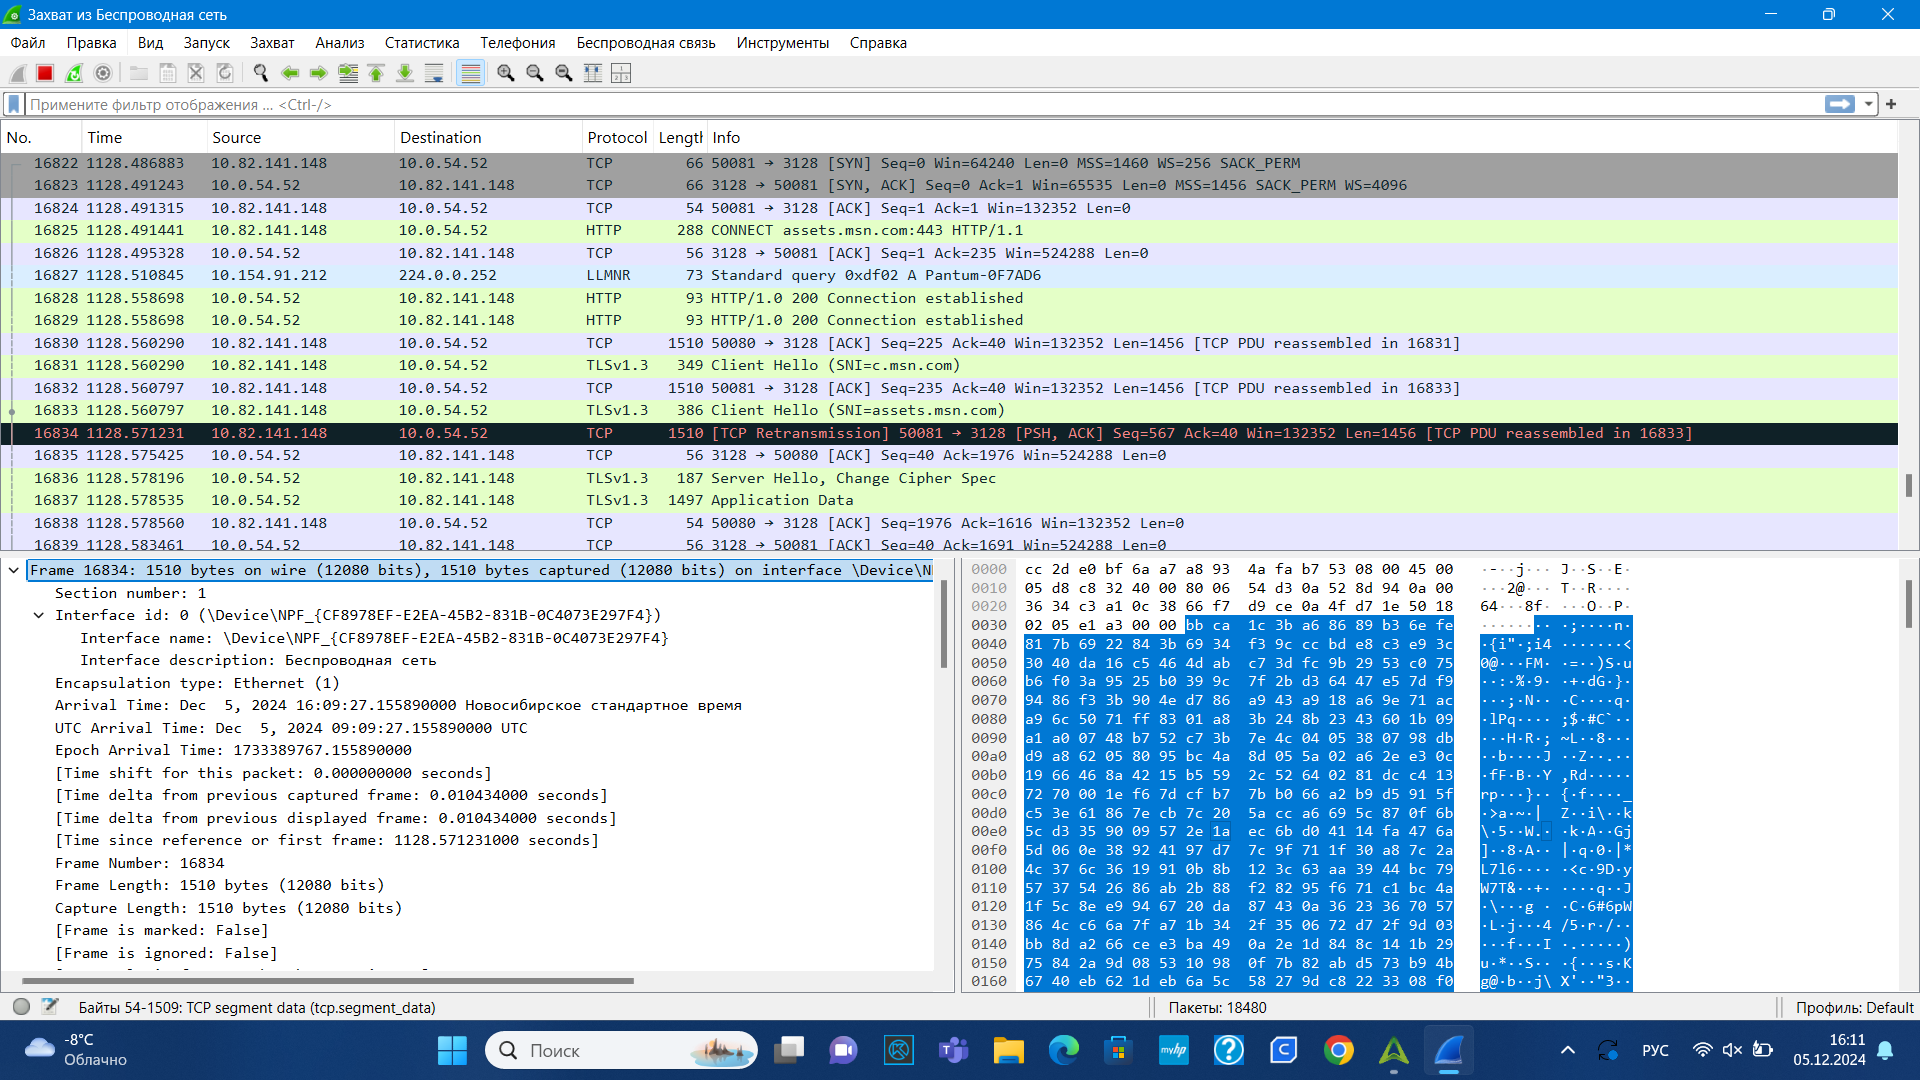 Захват из Беспроводная сеть
Файл Правка Вид Запуск Захват Анализ Статистика Телефония Беспроводная связь Инструменты Справка
Примените фильтр отображения … <Ctrl-/>
No. Time Source Destination Protocol Length Info
16822 1128.486883 10.82.141.148 10.0.54.52 TCP 66 50081 → 3128 [SYN] Seq=0 Win=64240 Len=0 MSS=1460 WS=256 SACK_PERM
16823 1128.491243 10.0.54.52 10.82.141.148 TCP 66 3128 → 50081 [SYN, ACK] Seq=0 Ack=1 Win=65535 Len=0 MSS=1456 SACK_PERM WS=4096
16824 1128.491315 10.82.141.148 10.0.54.52 TCP 54 50081 → 3128 [ACK] Seq=1 Ack=1 Win=132352 Len=0
16825 1128.491441 10.82.141.148 10.0.54.52 HTTP 288 CONNECT assets.msn.com:443 HTTP/1.1
16826 1128.495328 10.0.54.52 10.82.141.148 TCP 56 3128 → 50081 [ACK] Seq=1 Ack=235 Win=524288 Len=0
16827 1128.510845 10.154.91.212 224.0.0.252 LLMNR 73 Standard query 0xdf02 A Pantum-0F7AD6
16828 1128.558698 10.0.54.52 10.82.141.148 HTTP 93 HTTP/1.0 200 Connection established
16829 1128.558698 10.0.54.52 10.82.141.148 HTTP 93 HTTP/1.0 200 Connection established
16830 1128.560290 10.82.141.148 10.0.54.52 TCP 1510 50080 → 3128 [ACK] Seq=225 Ack=40 Win=132352 Len=1456 [TCP PDU reassembled in 16831]
16831 1128.560290 10.82.141.148 10.0.54.52 TLSv1.3 349 Client Hello (SNI=c.msn.com)
16832 1128.560797 10.82.141.148 10.0.54.52 TCP 1510 50081 → 3128 [ACK] Seq=235 Ack=40 Win=132352 Len=1456 [TCP PDU reassembled in 16833]
16833 1128.560797 10.82.141.148 10.0.54.52 TLSv1.3 386 Client Hello (SNI=assets.msn.com)
16834 1128.571231 10.82.141.148 10.0.54.52 TCP 1510 [TCP Retransmission] 50081 → 3128 [PSH, ACK] Seq=567 Ack=40 Win=132352 Len=1456 [TCP PDU reassembled in 16833]
16835 1128.575425 10.0.54.52 10.82.141.148 TCP 56 3128 → 50080 [ACK] Seq=40 Ack=1976 Win=524288 Len=0
16836 1128.578196 10.0.54.52 10.82.141.148 TLSv1.3 187 Server Hello, Change Cipher Spec
16837 1128.578535 10.0.54.52 10.82.141.148 TLSv1.3 1497 Application Data
16838 1128.578560 10.82.141.148 10.0.54.52 TCP 54 50080 → 3128 [ACK] Seq=1976 Ack=1616 Win=132352 Len=0
16839 1128.583461 10.0.54.52 10.82.141.148 TCP 56 3128 → 50081 [ACK] Seq=40 Ack=1691 Win=524288 Len=0
Frame 16834: 1510 bytes on wire (12080 bits), 1510 bytes captured (12080 bits) on interface \Device\N
Section number: 1
Interface id: 0 (\Device\NPF_{CF8978EF-E2EA-45B2-831B-0C4073E297F4})
Interface name: \Device\NPF_{CF8978EF-E2EA-45B2-831B-0C4073E297F4}
Interface description: Беспроводная сеть
Encapsulation type: Ethernet (1)
Arrival Time: Dec  5, 2024 16:09:27.155890000 Новосибирское стандартное время
UTC Arrival Time: Dec  5, 2024 09:09:27.155890000 UTC
Epoch Arrival Time: 1733389767.155890000
[Time shift for this packet: 0.000000000 seconds]
[Time delta from previous captured frame: 0.010434000 seconds]
[Time delta from previous displayed frame: 0.010434000 seconds]
[Time since reference or first frame: 1128.571231000 seconds]
Frame Number: 16834
Frame Length: 1510 bytes (12080 bits)
Capture Length: 1510 bytes (12080 bits)
[Frame is marked: False]
[Frame is ignored: False]
0000 cc 2d e0 bf 6a a7 a8 93 4a fa b7 53 08 00 45 00 ·-··j··· J··S··E·
0010 05 d8 c8 32 40 00 80 06 54 d3 0a 52 8d 94 0a 00 ···2@··· T··R····
0020 36 34 c3 a1 0c 38 66 f7 d9 ce 0a 4f d7 1e 50 18 64···8f· ···O··P·
0030 02 05 e1 a3 00 00 bb ca 1c 3b a6 86 89 b3 6e fe ········ ·;····n·
0040 81 7b 69 22 84 3b 69 34 f3 9c cc bd e8 c3 e9 3c ·{i"·;i4 ·······<
0050 30 40 da 16 c5 46 4d ab c7 3d fc 9b 29 53 c0 75 0@···FM· ·=··)S·u
0060 b6 f0 3a 95 25 b0 39 9c 7f 2b d3 64 47 e5 7d f9 ··:·%·9· ·+·dG·}·
0070 94 86 f3 3b 90 4e d7 86 a9 43 a9 18 a6 9e 71 ac ···;·N·· ·C····q·
0080 a9 6c 50 71 ff 83 01 a8 3b 24 8b 23 43 60 1b 09 ·lPq···· ;$·#C`··
0090 a1 a0 07 48 b7 52 c7 3b 7e 4c 04 05 38 07 98 db ···H·R·; ~L··8···
00a0 d9 a8 62 05 80 95 bc 4a 8d 05 5a 02 a6 2e e3 0c ··b····J ··Z··.··
00b0 19 66 46 8a 42 15 b5 59 2c 52 64 02 81 dc c4 13 ·fF·B··Y ,Rd·····
00c0 72 70 00 1e f6 7d cf b7 7b b0 66 a2 b9 d5 91 5f rp···}·· {·f····_
00d0 c5 3e 61 86 7e cb 7c 20 5a cc a6 69 5c 87 0f 6b ·>a·~·| Z··i\··k
00e0 5c d3 35 90 09 57 2e 1a ec 6b d0 41 14 fa 47 6a \·5··W.· ·k·A··Gj
00f0 5d 06 0e 38 92 41 97 d7 7c 9f 71 1f 30 a8 7c 2a ]··8·A·· |·q·0·|*
0100 4c 37 6c 36 19 91 0b 8b 12 3c 63 aa 39 44 bc 79 L7l6···· ·<c·9D·y
0110 57 37 54 26 86 ab 2b 88 f2 82 95 f6 71 c1 bc 4a W7T&··+· ····q··J
0120 1f 5c 8e e9 94 67 20 da 87 43 0a 36 23 36 70 57 ·\···g · ·C·6#6pW
0130 86 4c c6 6a 7f a7 1b 34 2f 35 06 72 d7 2f 9d 03 ·L·j···4 /5·r·/··
0140 bb 8d a2 66 ce e3 ba 49 0a 2e 1d 84 8c 14 1b 29 ···f···I ·.·····)
0150 75 84 2a 9d 08 53 10 98 0f 7b 82 ab d5 73 b9 4b u·*··S·· ·{···s·K
0160 67 40 eb 62 1d eb 6a 5c 58 27 9d c8 22 33 08 f0 g@·b··j\ X'··"3··
Байты 54-1509: TCP segment data (tcp.segment_data) Пакеты: 18480 Профиль: Default
-8°C
Облачно
Поиск
РУС
16:11
05.12.2024